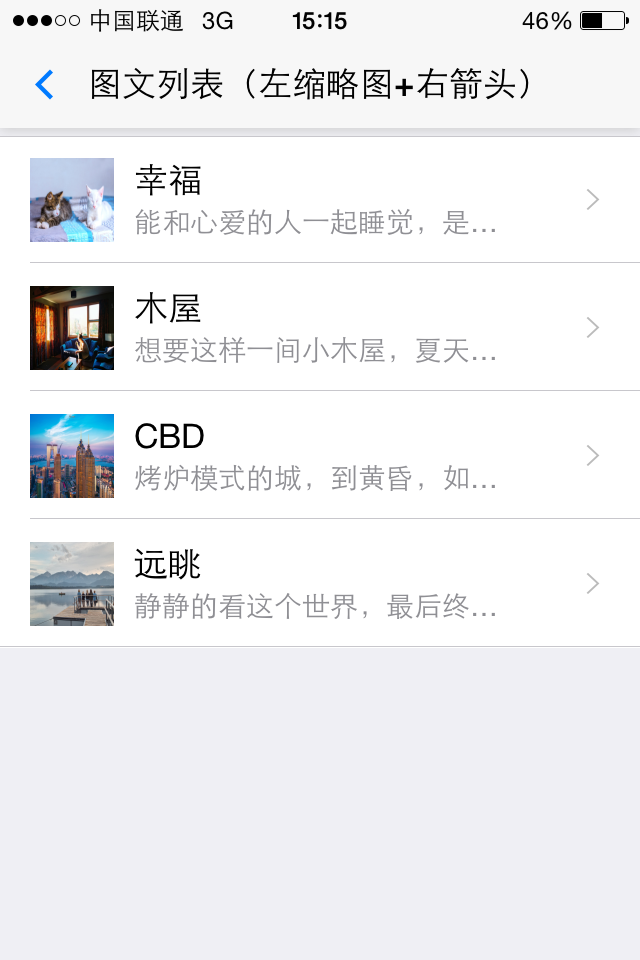 中国联通 3G 15:15 46%
图文列表（左缩略图+右箭头）
幸福
能和心爱的人一起睡觉，是...
木屋
想要这样一间小木屋，夏天...
CBD
烤炉模式的城，到黄昏，如...
远眺
静静的看这个世界，最后终...